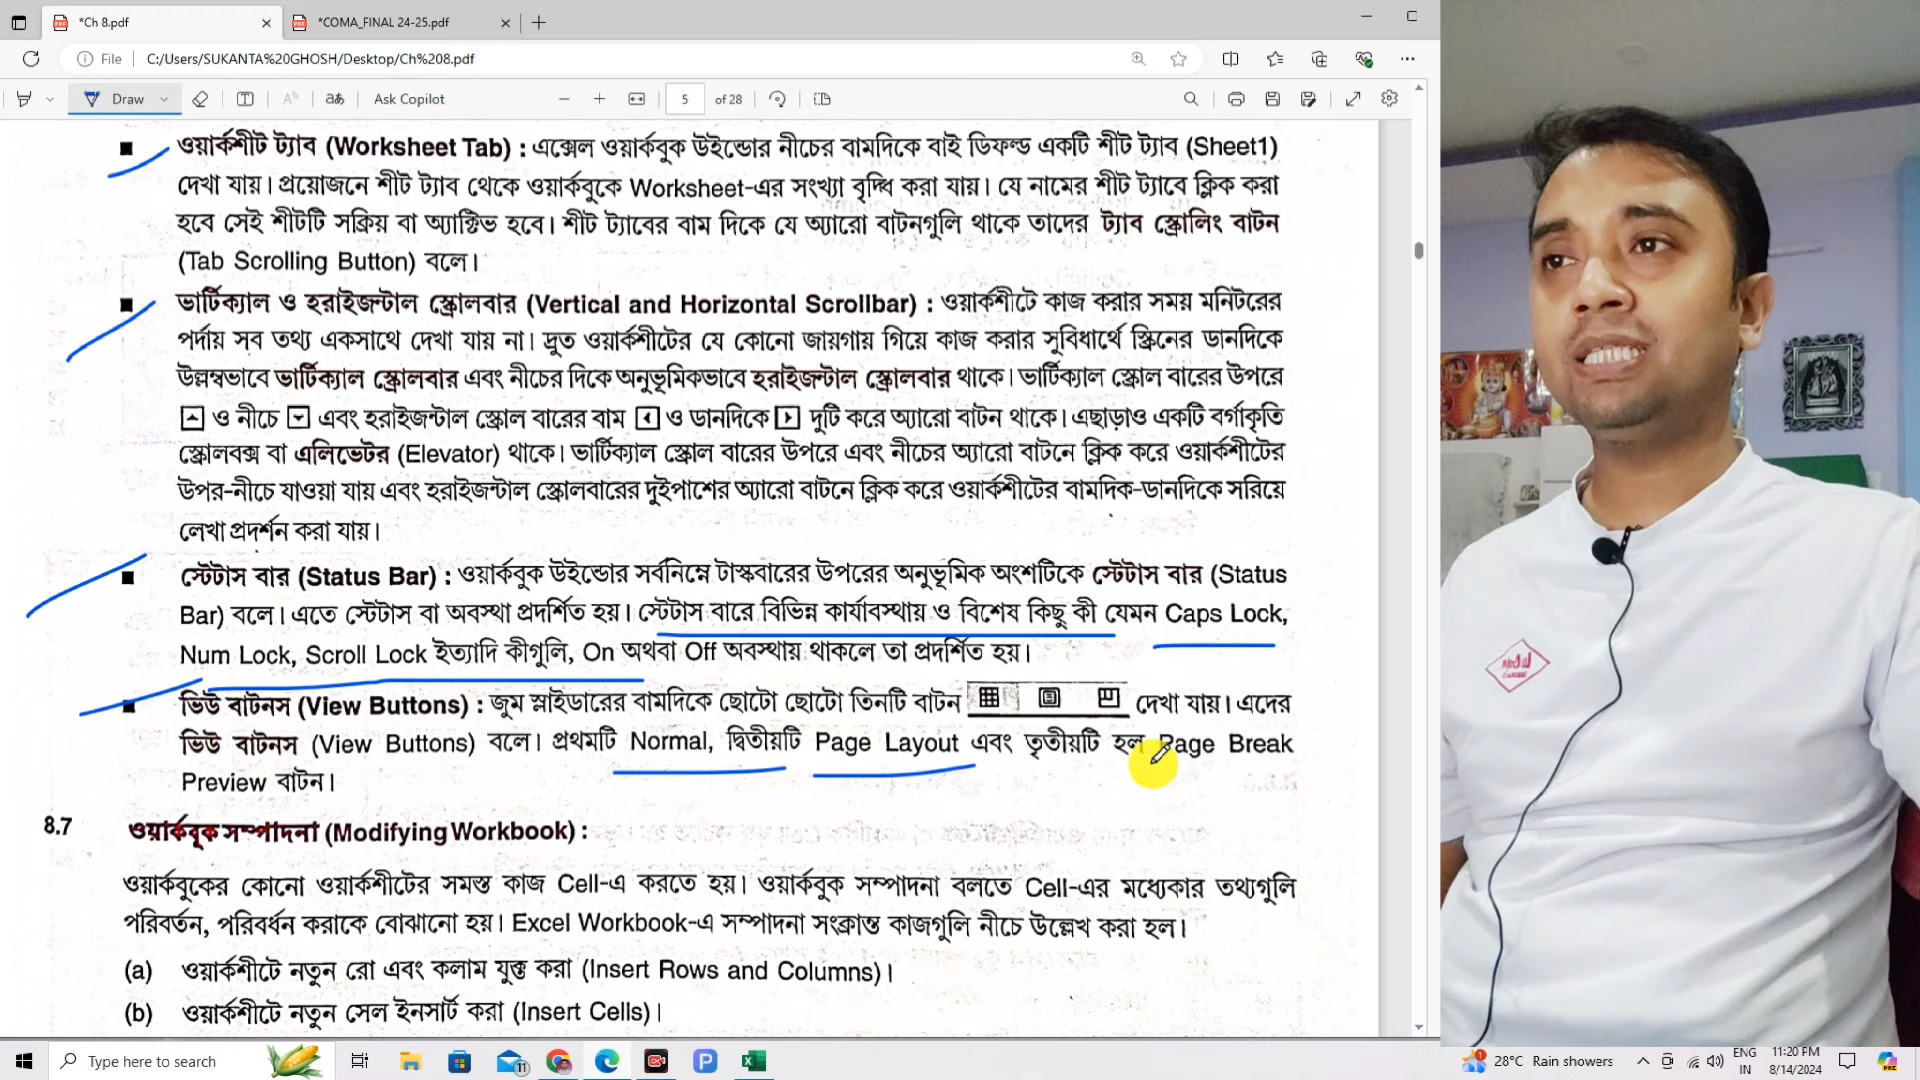 *Ch 8.pdf
*COMA_FINAL 24-25.pdf
File C:/Users/SUKANTA%20GHOSH/Desktop/Ch%208.pdf
Draw aあ Ask Copilot 5 of 28
■ ওয়ার্কশীট ট্যাব (Worksheet Tab) : এক্সেল ওয়ার্কবুক উইন্ডোর নীচের বামদিকে বাই ডিফল্ড একটি শীট ট্যাব (Sheet1)
দেখা যায়। প্রয়োজনে শীট ট্যাব থেকে ওয়ার্কবুকে Worksheet-এর সংখ্যা বৃদ্ধি করা যায়। যে নামের শীট ট্যাবে ক্লিক করা
হবে সেই শীটটি সক্রিয় বা অ্যাক্টিভ হবে। শীট ট্যাবের বাম দিকে যে অ্যারো বাটনগুলি থাকে তাদের ট্যাব স্ক্রোলিং বাটন
(Tab Scrolling Button) বলে।
■ ভার্টিক্যাল ও হরাইজন্টাল স্ক্রোলবার (Vertical and Horizontal Scrollbar) : ওয়ার্কশীটে কাজ করার সময় মনিটরের
পর্দায় সব তথ্য একসাথে দেখা যায় না। দ্রুত ওয়ার্কশীটের যে কোনো জায়গায় গিয়ে কাজ করার সুবিধার্থে স্ক্রিনের ডানদিকে
উল্লম্বভাবে ভার্টিক্যাল স্ক্রোলবার এবং নীচের দিকে অনুভূমিকভাবে হরাইজন্টাল স্ক্রোলবার থাকে। ভার্টিক্যাল স্ক্রোল বারের উপরে
ও নীচে এবং হরাইজন্টাল স্ক্রোল বারের বাম ও ডানদিকে দুটি করে অ্যারো বাটন থাকে। এছাড়াও একটি বর্গাকৃতি
স্ক্রোলবক্স বা এলিভেটর (Elevator) থাকে। ভার্টিক্যাল স্ক্রোল বারের উপরে এবং নীচের অ্যারো বাটনে ক্লিক করে ওয়ার্কশীটের
উপর-নীচে যাওয়া যায় এবং হরাইজন্টাল স্ক্রোলবারের দুইপাশের অ্যারো বাটনে ক্লিক করে ওয়ার্কশীটের বামদিক-ডানদিকে সরিয়ে
লেখা প্রদর্শন করা যায়।
■ স্টেটাস বার (Status Bar) : ওয়ার্কবুক উইন্ডোর সর্বনিম্নে টাস্কবারের উপরের অনুভূমিক অংশটিকে স্টেটাস বার (Status
Bar) বলে। এতে স্টেটাস বা অবস্থা প্রদর্শিত হয়। স্টেটাস বারে বিভিন্ন কার্যাবস্থায় ও বিশেষ কিছু কী যেমন Caps Lock,
Num Lock, Scroll Lock ইত্যাদি কীগুলি, On অথবা Off অবস্থায় থাকলে তা প্রদর্শিত হয়।
■ ভিউ বাটনস (View Buttons) : জুম স্লাইডারের বামদিকে ছোটো ছোটো তিনটি বাটন দেখা যায়। এদের
ভিউ বাটনস (View Buttons) বলে। প্রথমটি Normal, দ্বিতীয়টি Page Layout এবং তৃতীয়টি হল Page Break
Preview বাটন।
8.7 ওয়ার্কবুক সম্পাদনা (Modifying Workbook) :
ওয়ার্কবুকের কোনো ওয়ার্কশীটের সমস্ত কাজ Cell-এ করতে হয়। ওয়ার্কবুক সম্পাদনা বলতে Cell-এর মধ্যেকার তথ্যগুলি
পরিবর্তন, পরিবর্ধন করাকে বোঝানো হয়। Excel Workbook-এ সম্পাদনা সংক্রান্ত কাজগুলি নীচে উল্লেখ করা হল।
(a) ওয়ার্কশীটে নতুন রো এবং কলাম যুক্ত করা (Insert Rows and Columns)।
(b) ওয়ার্কশীটে নতুন সেল ইনসার্ট করা (Insert Cells)।
Type here to search
11
1
28°C Rain showers
ENG
IN
11:20 PM
8/14/2024